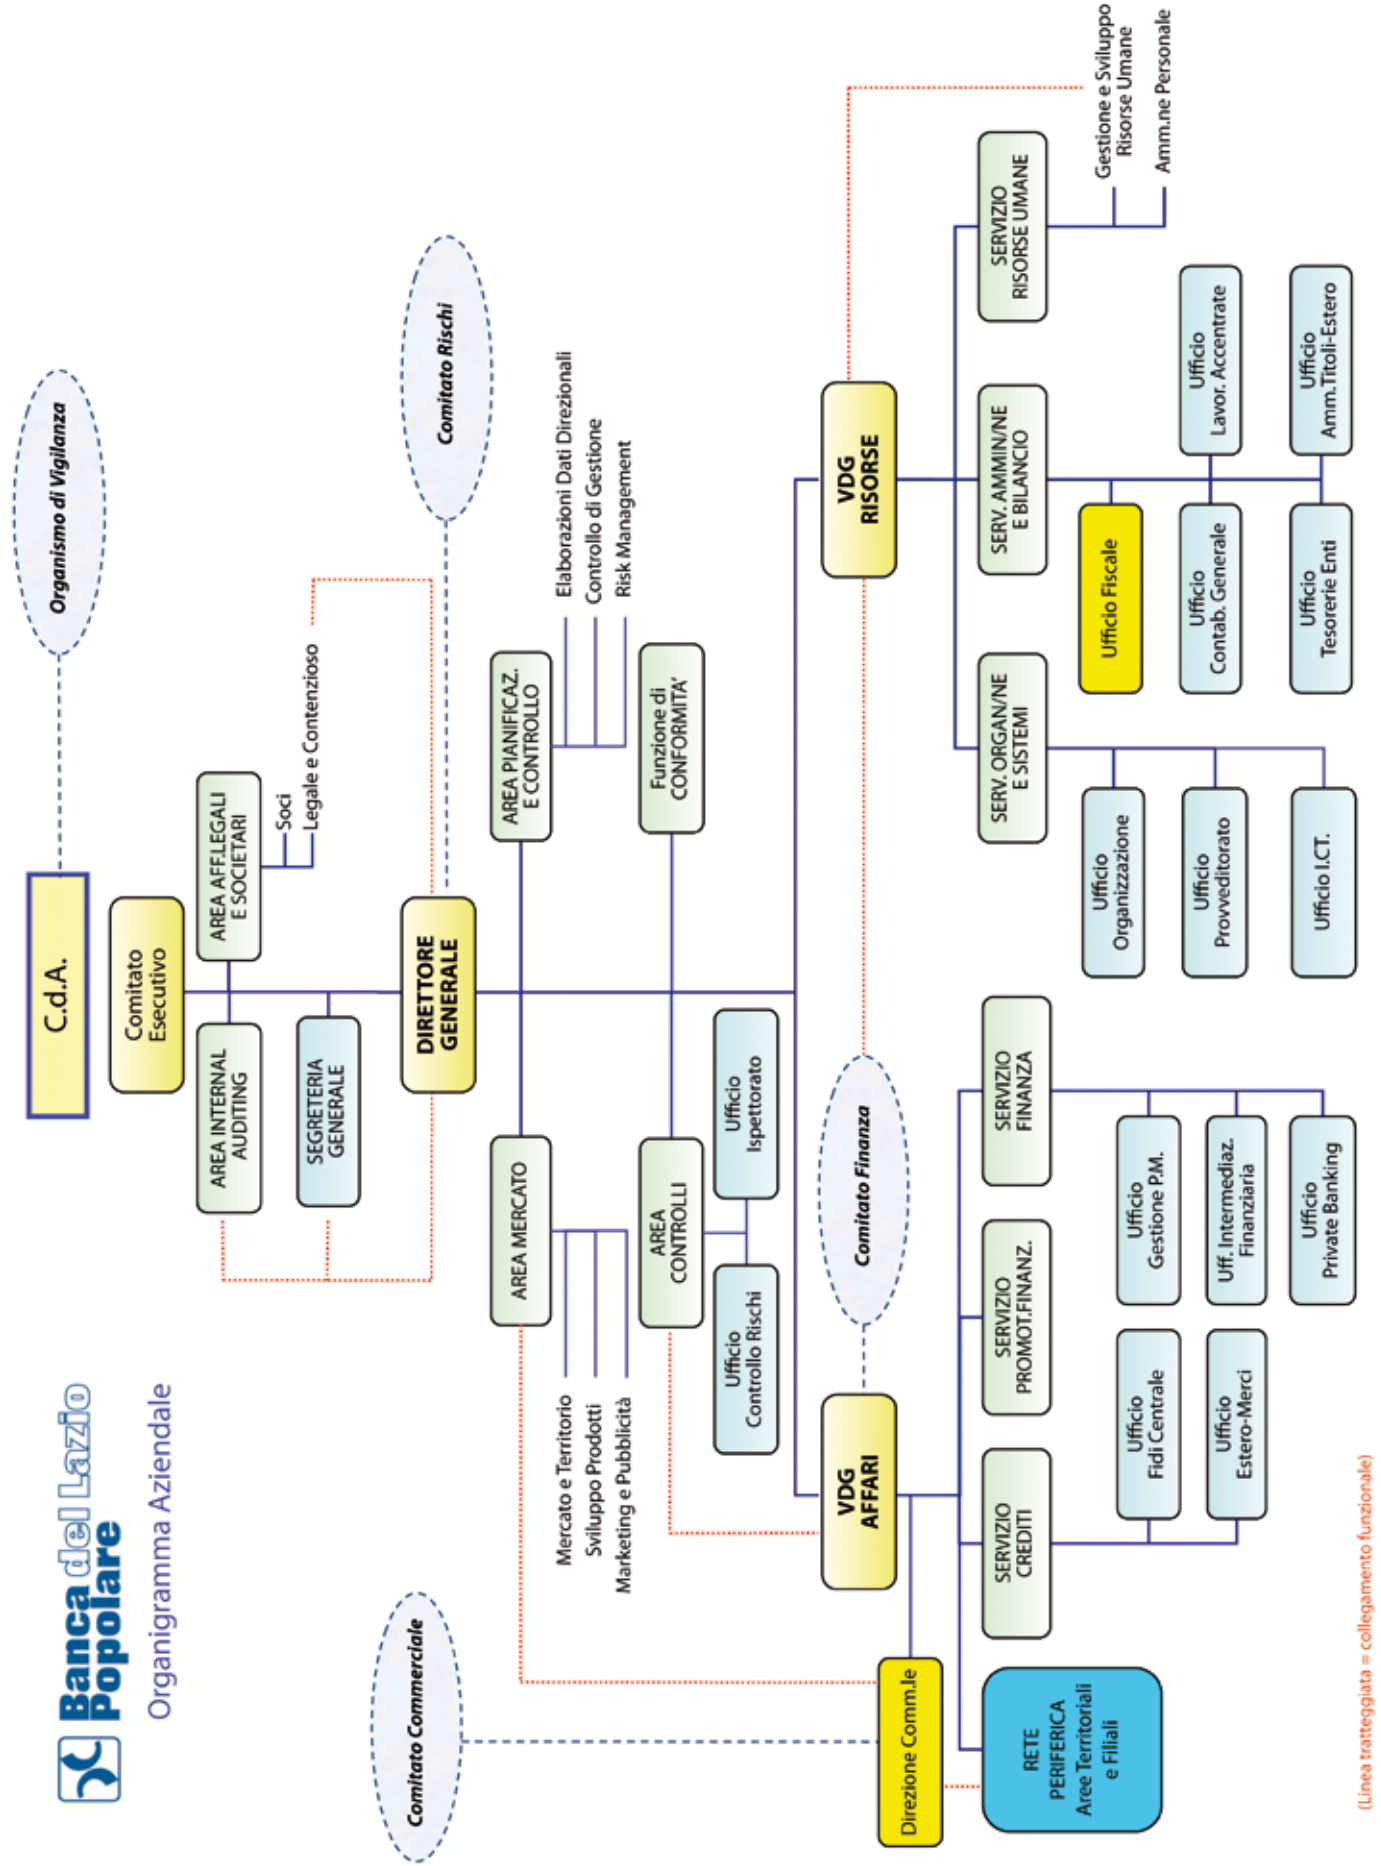 Banca del Lazio
Popolare
Organigramma Aziendale
C.d.A.
Organismo di Vigilanza
Comitato
Esecutivo
AREA INTERNAL
AUDITING
AREA AFF.LEGALI
E SOCIETARI
Soci
Legale e Contenzioso
SEGRETERIA
GENERALE
Comitato Commerciale
DIRETTORE
GENERALE
Comitato Rischi
AREA MERCATO
Mercato e Territorio
Sviluppo Prodotti
Marketing e Pubblicità
AREA PIANIFICAZ.
E CONTROLLO
Elaborazioni Dati Direzionali
Controllo di Gestione
Risk Management
AREA
CONTROLLI
Funzione di
CONFORMITA'
Ufficio
Controllo Rischi
Ufficio
Ispettorato
VDG
AFFARI
Comitato Finanza
VDG
RISORSE
Direzione Comm.le
RETE
PERIFERICA
Aree Territoriali
e Filiali
SERVIZIO
CREDITI
SERVIZIO
PROMOT.FINANZ.
SERVIZIO
FINANZA
SERV. ORGAN/NE
E SISTEMI
SERV. AMMIN/NE
E BILANCIO
SERVIZIO
RISORSE UMANE
Ufficio
Fidi Centrale
Ufficio
Estero-Merci
Ufficio
Gestione P.M.
Uff. Intermediaz.
Finanziaria
Ufficio
Private Banking
Ufficio
Organizzazione
Ufficio
Provveditorato
Ufficio I.CT.
Ufficio Fiscale
Ufficio
Contab. Generale
Ufficio
Lavor. Accentrate
Ufficio
Tesorerie Enti
Ufficio
Amm.Titoli-Estero
Gestione e Sviluppo
Risorse Umane
Amm.ne Personale
(Linea tratteggiata = collegamento funzionale)